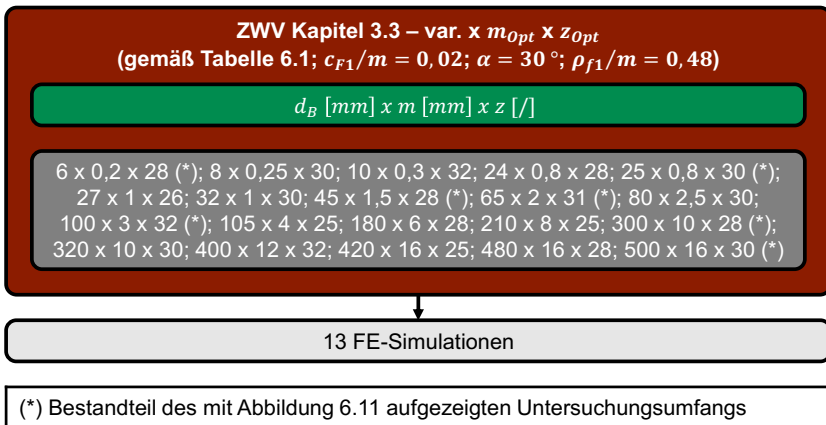 ZWV Kapitel 3.3 – var. x m_Opt x z_Opt
(gemäß Tabelle 6.1; c_F1/m = 0,02; α = 30 °; ρ_f1/m = 0,48)
d_B [mm] x m [mm] x z [/]
6 x 0,2 x 28 (*); 8 x 0,25 x 30; 10 x 0,3 x 32; 24 x 0,8 x 28; 25 x 0,8 x 30 (*);
27 x 1 x 26; 32 x 1 x 30; 45 x 1,5 x 28 (*); 65 x 2 x 31 (*); 80 x 2,5 x 30;
100 x 3 x 32 (*); 105 x 4 x 25; 180 x 6 x 28; 210 x 8 x 25; 300 x 10 x 28 (*);
320 x 10 x 30; 400 x 12 x 32; 420 x 16 x 25; 480 x 16 x 28; 500 x 16 x 30 (*)
13 FE-Simulationen
(*) Bestandteil des mit Abbildung 6.11 aufgezeigten Untersuchungsumfangs